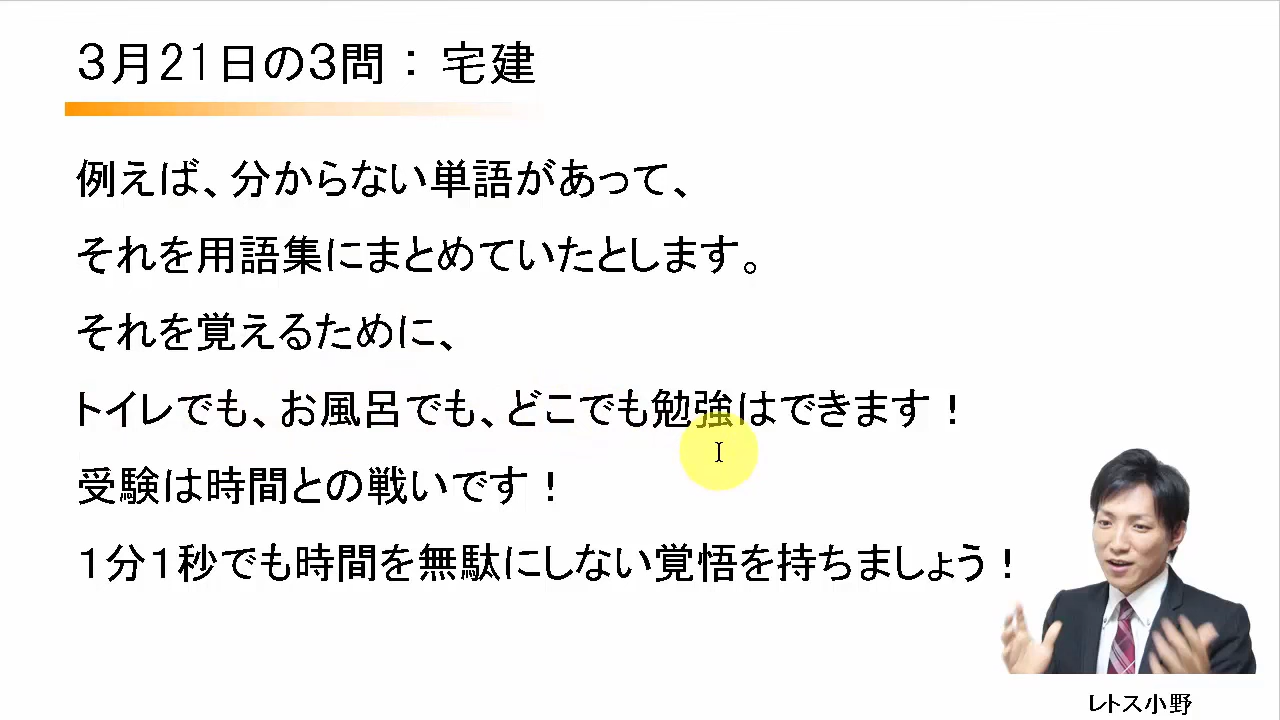 3月21日の3問：宅建
例えば、分からない単語があって、
それを用語集にまとめていたとします。
それを覚えるために、
トイレでも、お風呂でも、どこでも勉強はできます！
受験は時間との戦いです！
１分１秒でも時間を無駄にしない覚悟を持ちましょう！
レトス小野